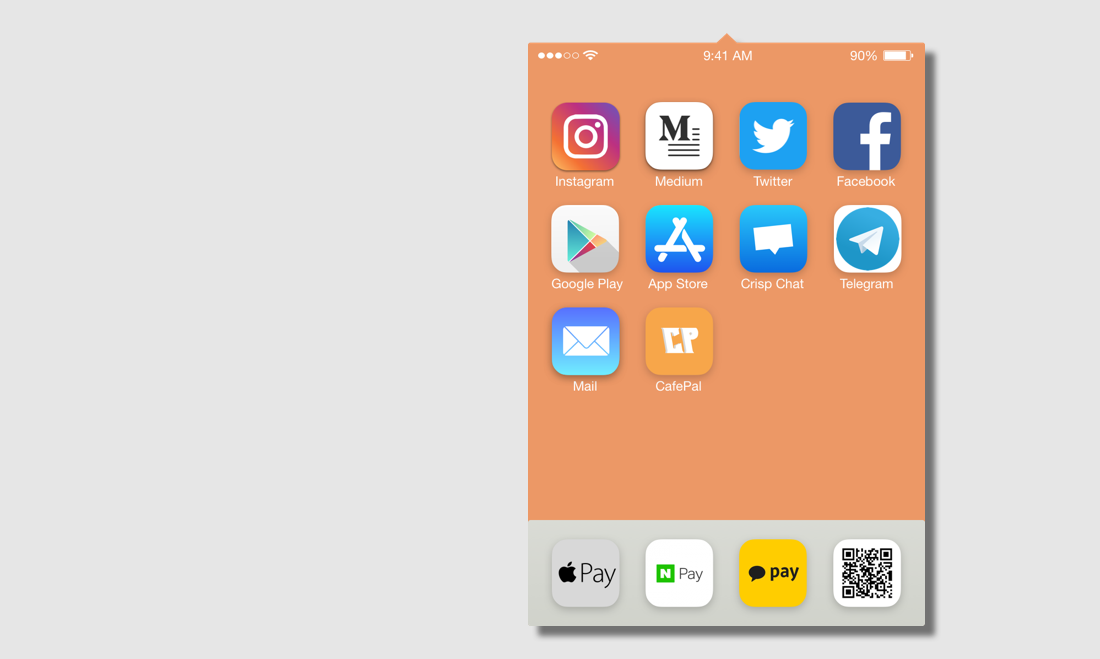 9:41 AM 90%
M
Instagram Medium Twitter Facebook
Google Play App Store Crisp Chat Telegram
CP
Mail CafePal
Pay N Pay pay